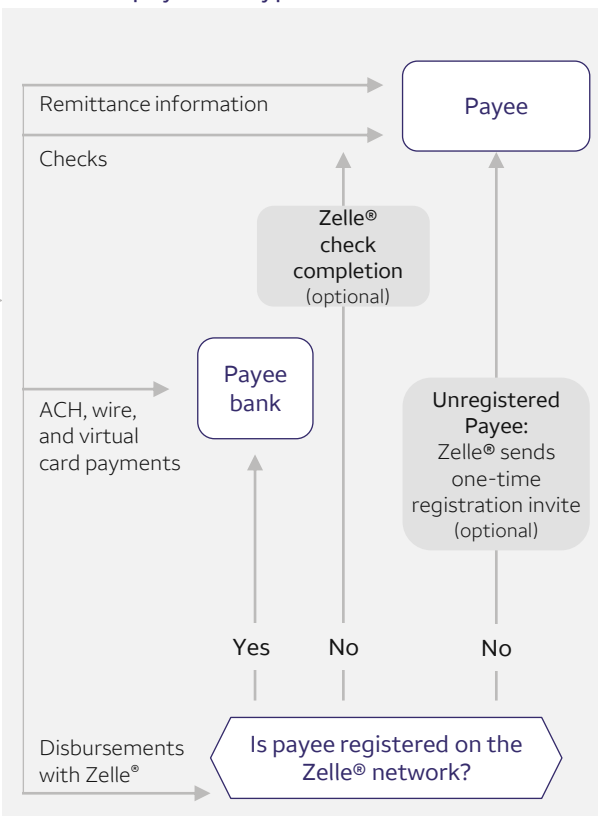 Remittance information
Payee
Checks
Zelle®
check
completion
(optional)
Payee
bank
ACH, wire,
and virtual
card payments
Unregistered
Payee:
Zelle® sends
one-time
registration invite
(optional)
Yes
No
No
Disbursements
with Zelle®
Is payee registered on the
Zelle® network?